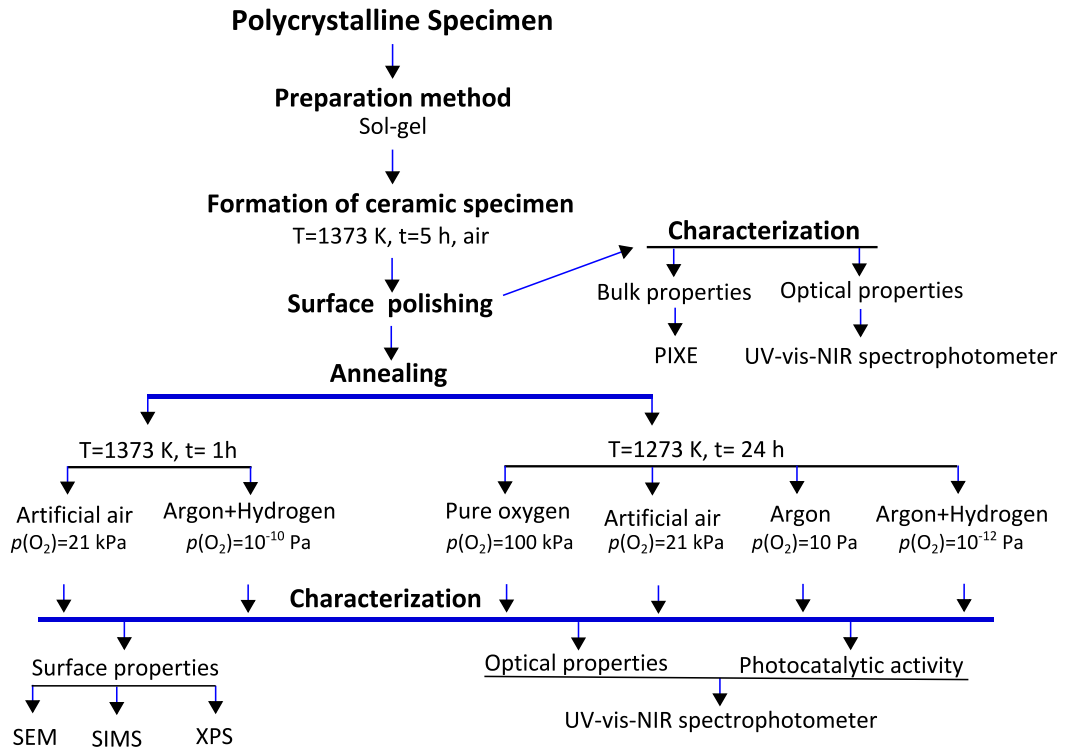 Polycrystalline Specimen
Preparation method
Sol-gel
Formation of ceramic specimen
T=1373 K, t=5 h, air
Surface polishing
Characterization
Bulk properties
Optical properties
PIXE
UV-vis-NIR spectrophotometer
Annealing
T=1373 K, t= 1h
T=1273 K, t= 24 h
Artificial air
p(O₂)=21 kPa
Argon+Hydrogen
p(O₂)=10⁻¹⁰ Pa
Pure oxygen
p(O₂)=100 kPa
Artificial air
p(O₂)=21 kPa
Argon
p(O₂)=10 Pa
Argon+Hydrogen
p(O₂)=10⁻¹² Pa
Characterization
Surface properties
Optical properties
Photocatalytic activity
SEM
SIMS
XPS
UV-vis-NIR spectrophotometer